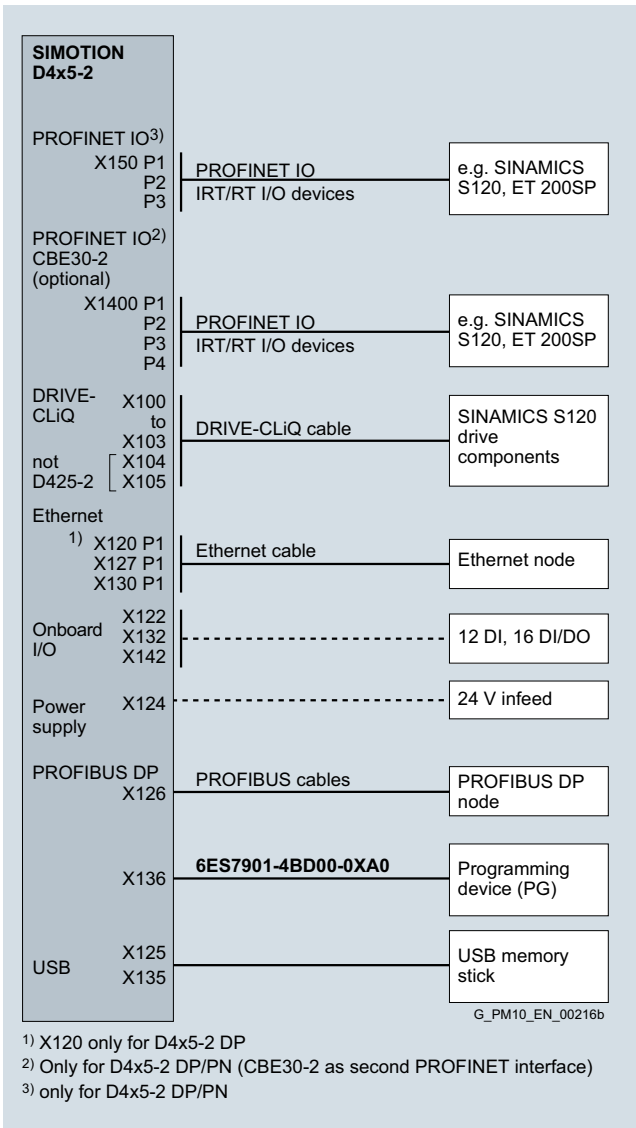 SIMOTION
D4x5-2
PROFINET IO3)
X150 P1
P2
P3
PROFINET IO
IRT/RT I/O devices
e.g. SINAMICS
S120, ET 200SP
PROFINET IO2)
CBE30-2
(optional)
X1400 P1
P2
P3
P4
PROFINET IO
IRT/RT I/O devices
e.g. SINAMICS
S120, ET 200SP
DRIVE-
CLiQ
X100
to
X103
not
D425-2
X104
X105
DRIVE-CLiQ cable
SINAMICS S120
drive
components
Ethernet
1) X120 P1
X127 P1
X130 P1
Ethernet cable
Ethernet node
Onboard
I/O
X122
X132
X142
12 DI, 16 DI/DO
Power
supply
X124
24 V infeed
PROFIBUS DP
X126
PROFIBUS cables
PROFIBUS DP
node
X136
6ES7901-4BD00-0XA0
Programming
device (PG)
USB
X125
X135
USB memory
stick
G_PM10_EN_00216b
1) X120 only for D4x5-2 DP
2) Only for D4x5-2 DP/PN (CBE30-2 as second PROFINET interface)
3) only for D4x5-2 DP/PN